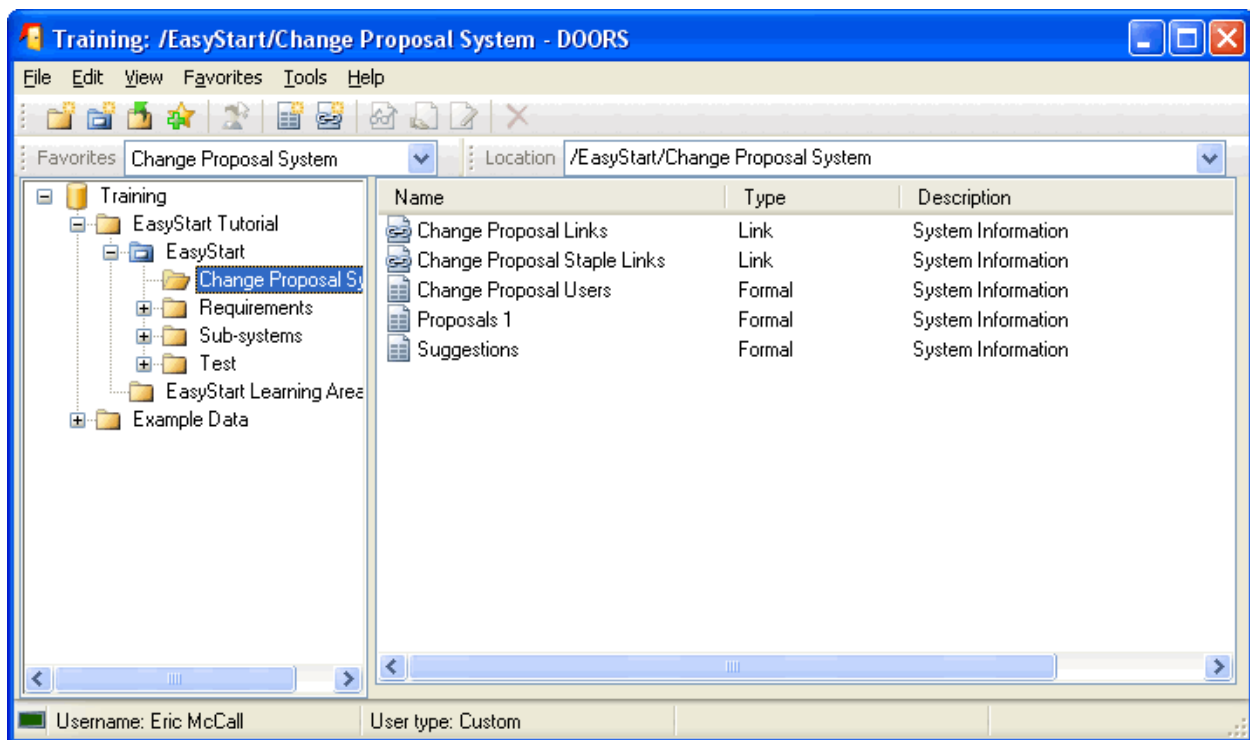 Training: /EasyStart/Change Proposal System - DOORS
File Edit View Favorites Tools Help
Favorites Change Proposal System Location /EasyStart/Change Proposal System
Training
EasyStart Tutorial
EasyStart
Change Proposal Sy
Requirements
Sub-systems
Test
EasyStart Learning Area
Example Data
Name Type Description
Change Proposal Links Link System Information
Change Proposal Staple Links Link System Information
Change Proposal Users Formal System Information
Proposals 1 Formal System Information
Suggestions Formal System Information
Username: Eric McCall User type: Custom